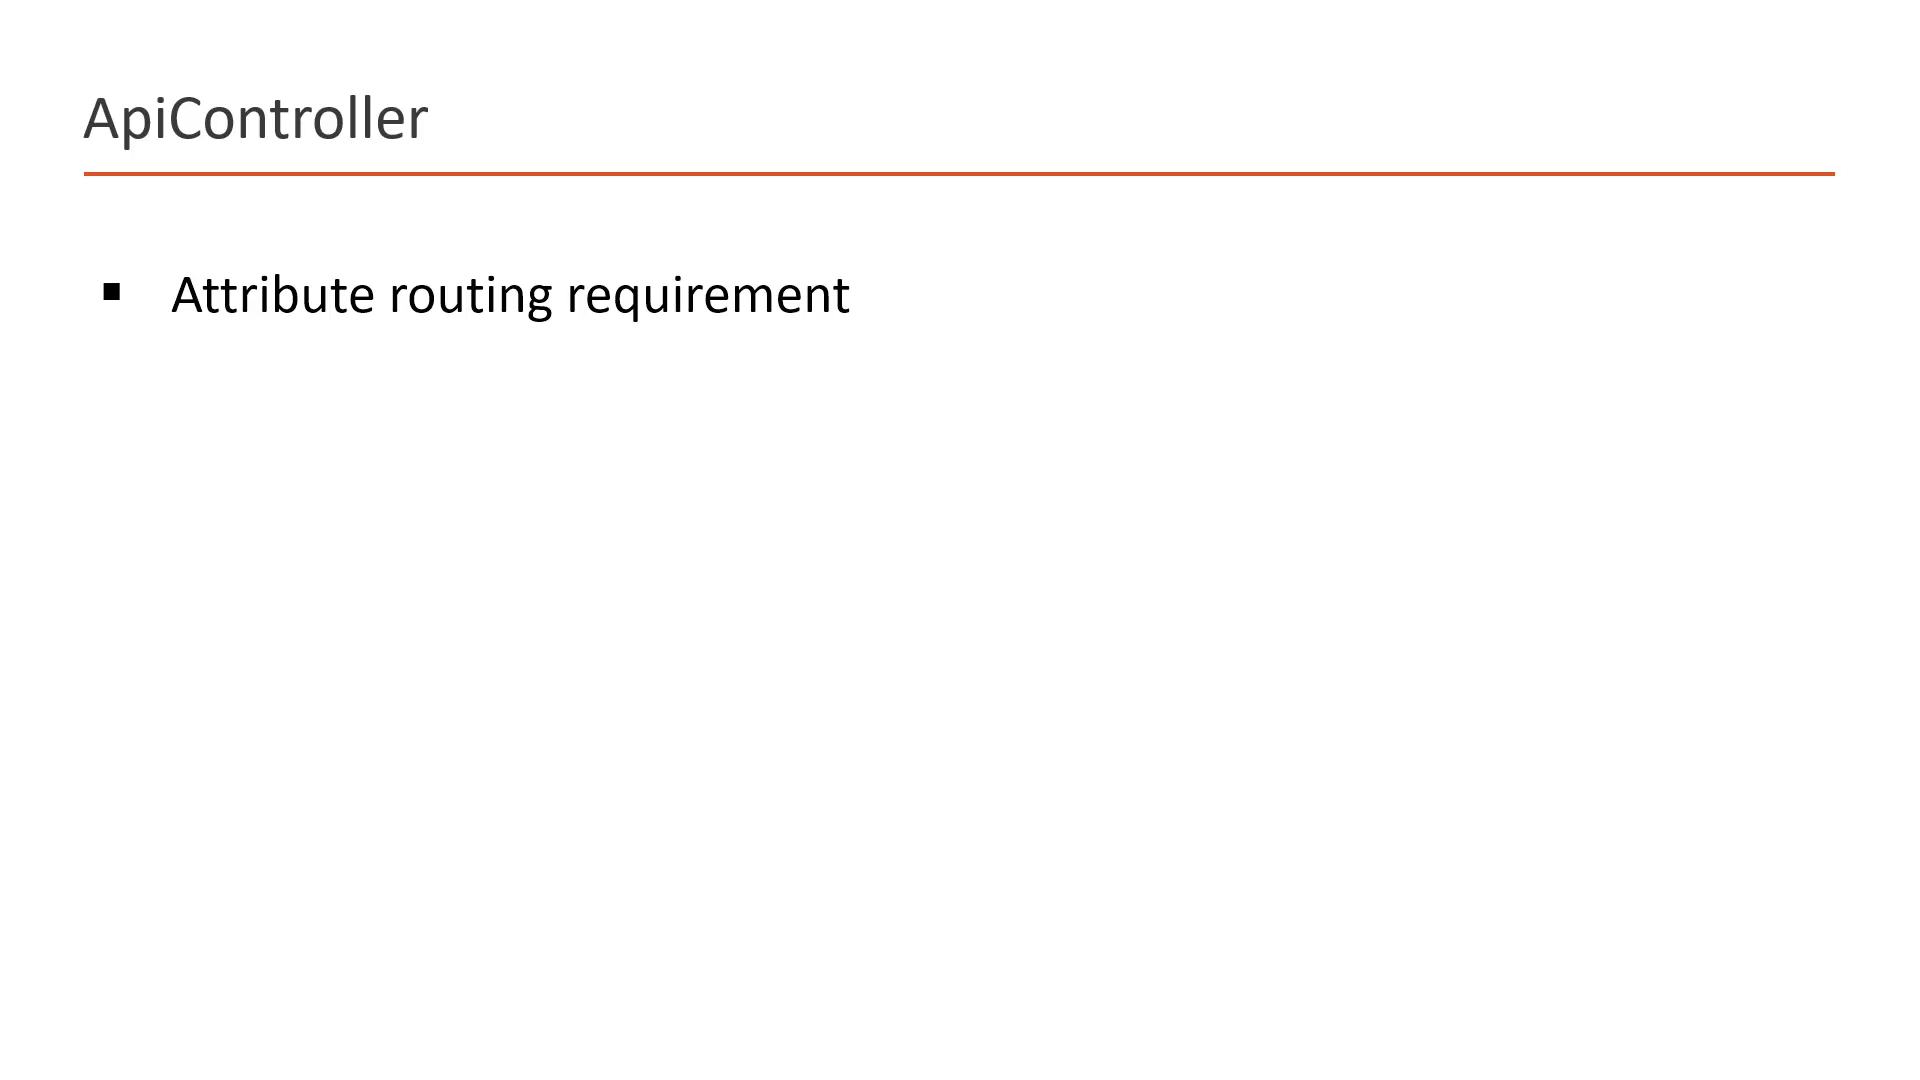 ApiController
▪ Attribute routing requirement